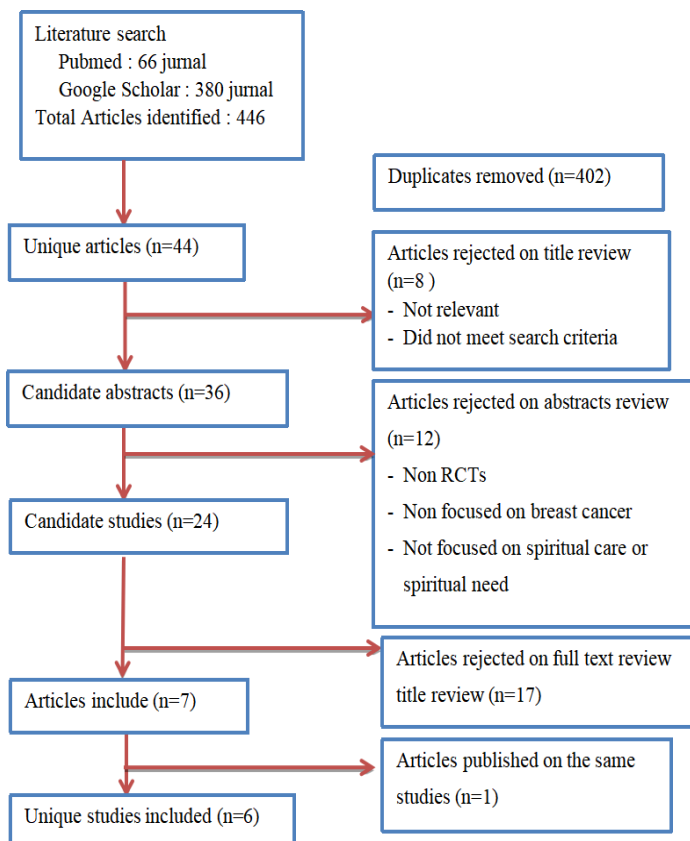 Literature search
Pubmed : 66 jurnal
Google Scholar : 380 jurnal
Total Articles identified : 446
Duplicates removed (n=402)
Unique articles (n=44)
Articles rejected on title review
(n=8 )
- Not relevant
- Did not meet search criteria
Candidate abstracts (n=36)
Articles rejected on abstracts review
(n=12)
- Non RCTs
- Non focused on breast cancer
- Not focused on spiritual care or
spiritual need
Candidate studies (n=24)
Articles rejected on full text review
title review (n=17)
Articles include (n=7)
Articles published on the same
studies (n=1)
Unique studies included (n=6)